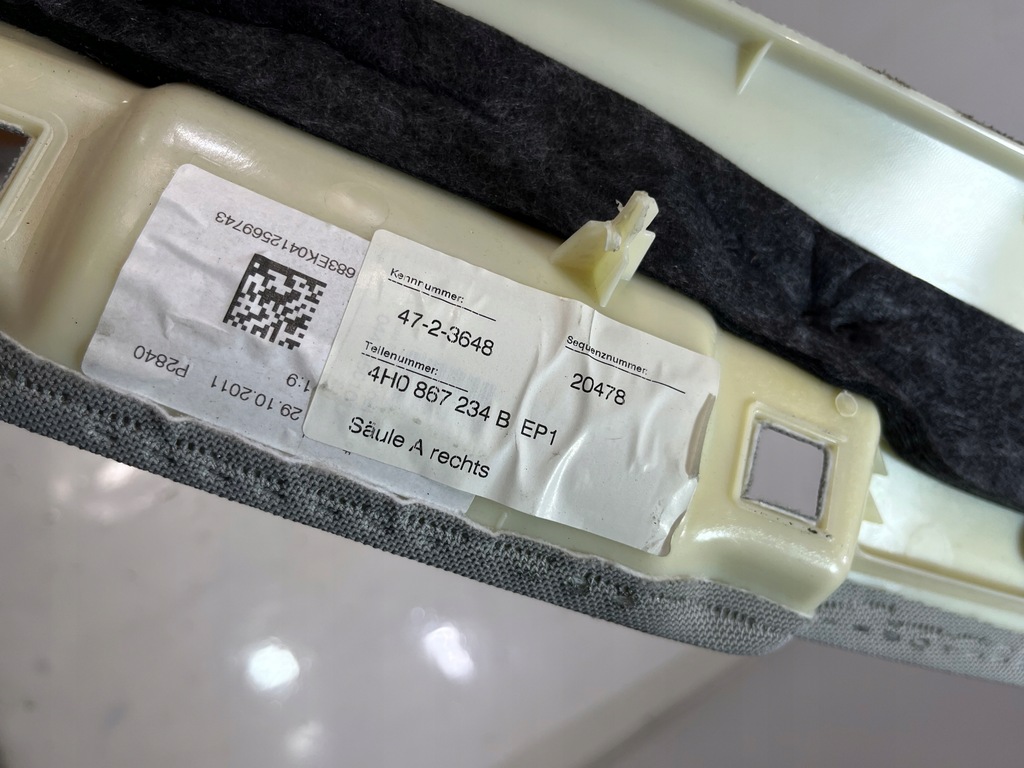 Kennnummer:
47-2-3648
Teilenummer:
4H0 867 234 B EP1
Säule A rechts
Sequenznummer:
20478
683EK0412569743
P2840
29.10.2011
1:9